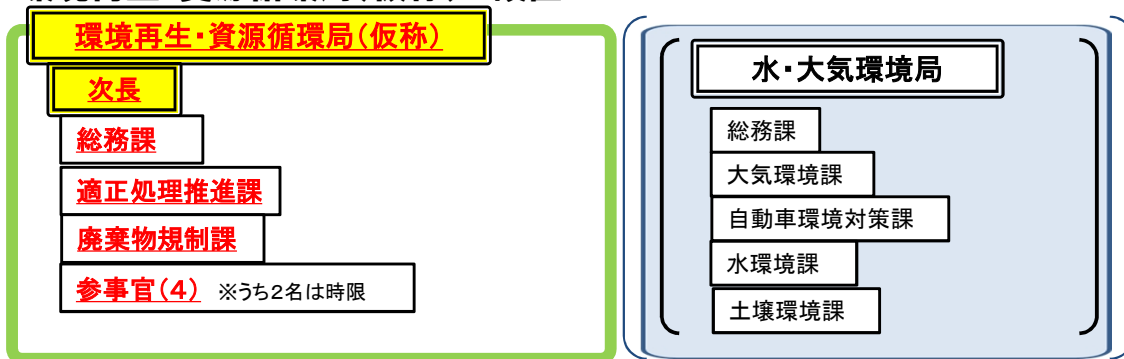 環境再生・資源循環局（仮称）
次長
総務課
適正処理推進課
廃棄物規制課
参事官（4） ※うち2名は時限
水・大気環境局
総務課
大気環境課
自動車環境対策課
水環境課
土壌環境課